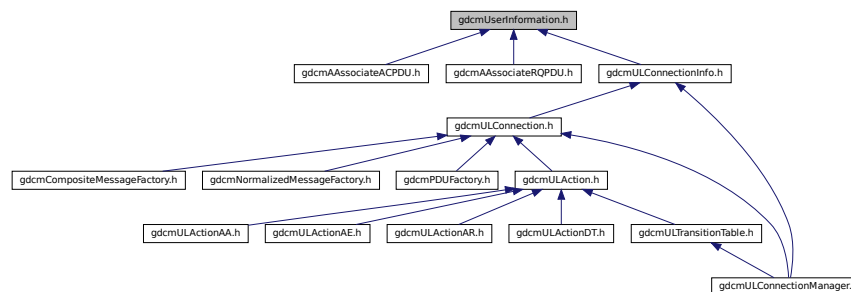 gdcmUserInformation.h
gdcmAAssociateACPDU.h
gdcmAAssociateRQPDU.h
gdcmULConnectionInfo.h
gdcmULConnection.h
gdcmCompositeMessageFactory.h
gdcmNormalizedMessageFactory.h
gdcmPDUFactory.h
gdcmULAction.h
gdcmULActionAA.h
gdcmULActionAE.h
gdcmULActionAR.h
gdcmULActionDT.h
gdcmULTransitionTable.h
gdcmULConnectionManager.